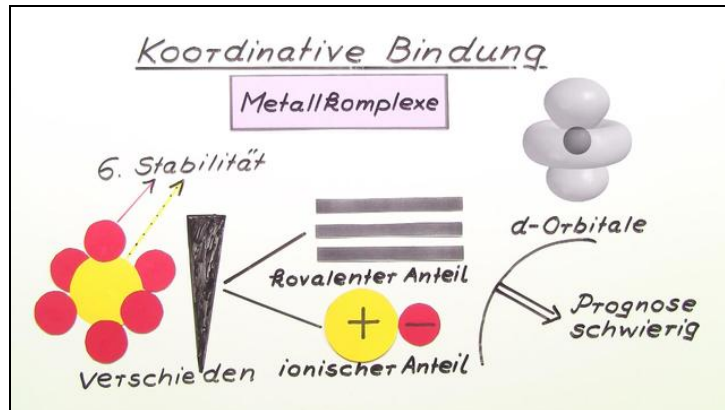 Koordinative Bindung
Metallkomplexe
6. Stabilität
d-Orbitale
kovalenter Anteil
+
−
ionischer Anteil
verschieden
Prognose
schwierig